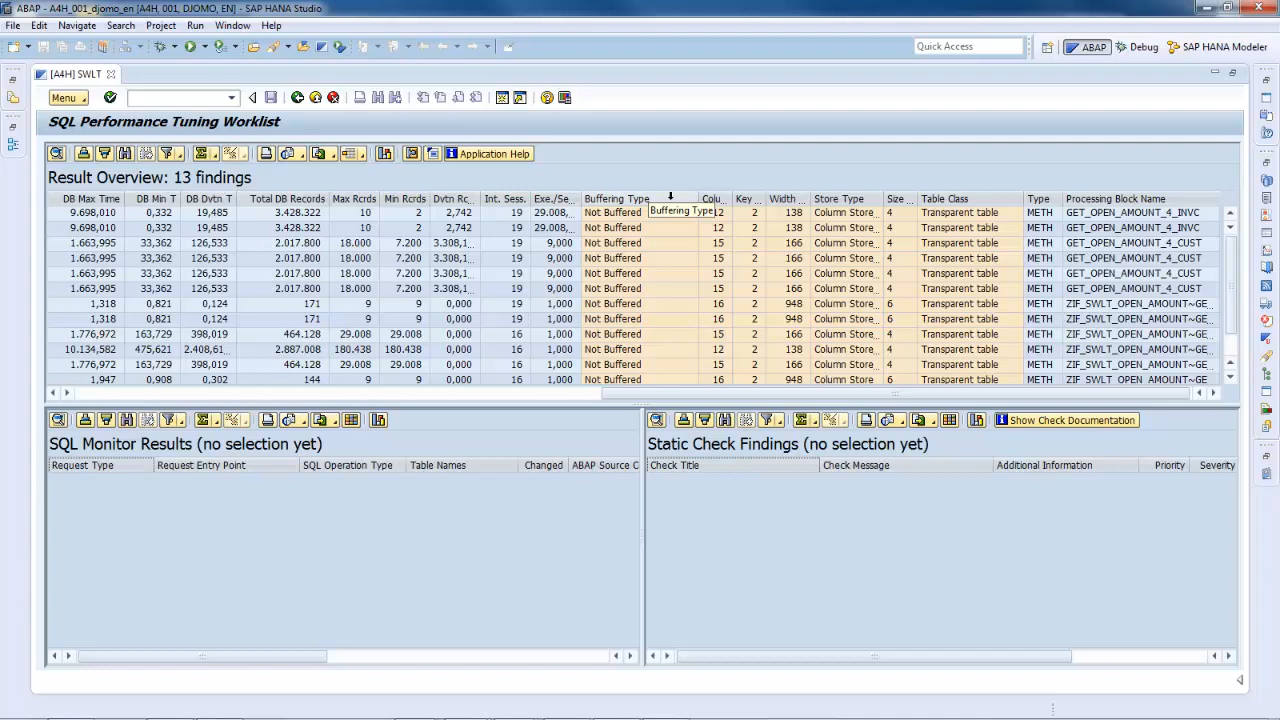 ABAP - A4H_001_djomo_en [A4H, 001, DJOMO, EN] - SAP HANA Studio
File Edit Navigate Search Project Run Window Help
Quick Access ABAP Debug SAP HANA Modeler
[A4H] SWLT
Menu
SQL Performance Tuning Worklist
Application Help
Result Overview: 13 findings
DB Max Time DB Min T DB Dvtn T Total DB Records Max Rcrds Min Rcrds Dvtn Rc... Int. Sess. Exe./Se... Buffering Type Colu... Key ... Width ... Store Type Size ... Table Class Type Processing Block Name
9.698,010 0,332 19,485 3.428.322 10 2 2,742 19 29.008,... Not Buffered 12 2 138 Column Store... 4 Transparent table METH GET_OPEN_AMOUNT_4_INVC
Buffering Type
9.698,010 0,332 19,485 3.428.322 10 2 2,742 19 29.008,... Not Buffered 12 2 138 Column Store... 4 Transparent table METH GET_OPEN_AMOUNT_4_INVC
1.663,995 33,362 126,533 2.017.800 18.000 7.200 3.308,1... 19 9,000 Not Buffered 15 2 166 Column Store... 4 Transparent table METH GET_OPEN_AMOUNT_4_CUST
1.663,995 33,362 126,533 2.017.800 18.000 7.200 3.308,1... 19 9,000 Not Buffered 15 2 166 Column Store... 4 Transparent table METH GET_OPEN_AMOUNT_4_CUST
1.663,995 33,362 126,533 2.017.800 18.000 7.200 3.308,1... 19 9,000 Not Buffered 15 2 166 Column Store... 4 Transparent table METH GET_OPEN_AMOUNT_4_CUST
1.663,995 33,362 126,533 2.017.800 18.000 7.200 3.308,1... 19 9,000 Not Buffered 15 2 166 Column Store... 4 Transparent table METH GET_OPEN_AMOUNT_4_CUST
1,318 0,821 0,124 171 9 9 0,000 19 1,000 Not Buffered 16 2 948 Column Store... 6 Transparent table METH ZIF_SWLT_OPEN_AMOUNT~GE...
1,318 0,821 0,124 171 9 9 0,000 19 1,000 Not Buffered 16 2 948 Column Store... 6 Transparent table METH ZIF_SWLT_OPEN_AMOUNT~GE...
1.776,972 163,729 398,019 464.128 29.008 29.008 0,000 16 1,000 Not Buffered 15 2 166 Column Store... 4 Transparent table METH ZIF_SWLT_OPEN_AMOUNT~GE...
10.134,582 475,621 2.408,61... 2.887.008 180.438 180.438 0,000 16 1,000 Not Buffered 12 2 138 Column Store... 4 Transparent table METH ZIF_SWLT_OPEN_AMOUNT~GE...
1.776,972 163,729 398,019 464.128 29.008 29.008 0,000 16 1,000 Not Buffered 15 2 166 Column Store... 4 Transparent table METH ZIF_SWLT_OPEN_AMOUNT~GE...
1,947 0,908 0,302 144 9 9 0,000 16 1,000 Not Buffered 16 2 948 Column Store... 6 Transparent table METH ZIF_SWLT_OPEN_AMOUNT~GE...
Show Check Documentation
SQL Monitor Results (no selection yet)
Request Type Request Entry Point SQL Operation Type Table Names Changed ABAP Source C
Static Check Findings (no selection yet)
Check Title Check Message Additional Information Priority Severity